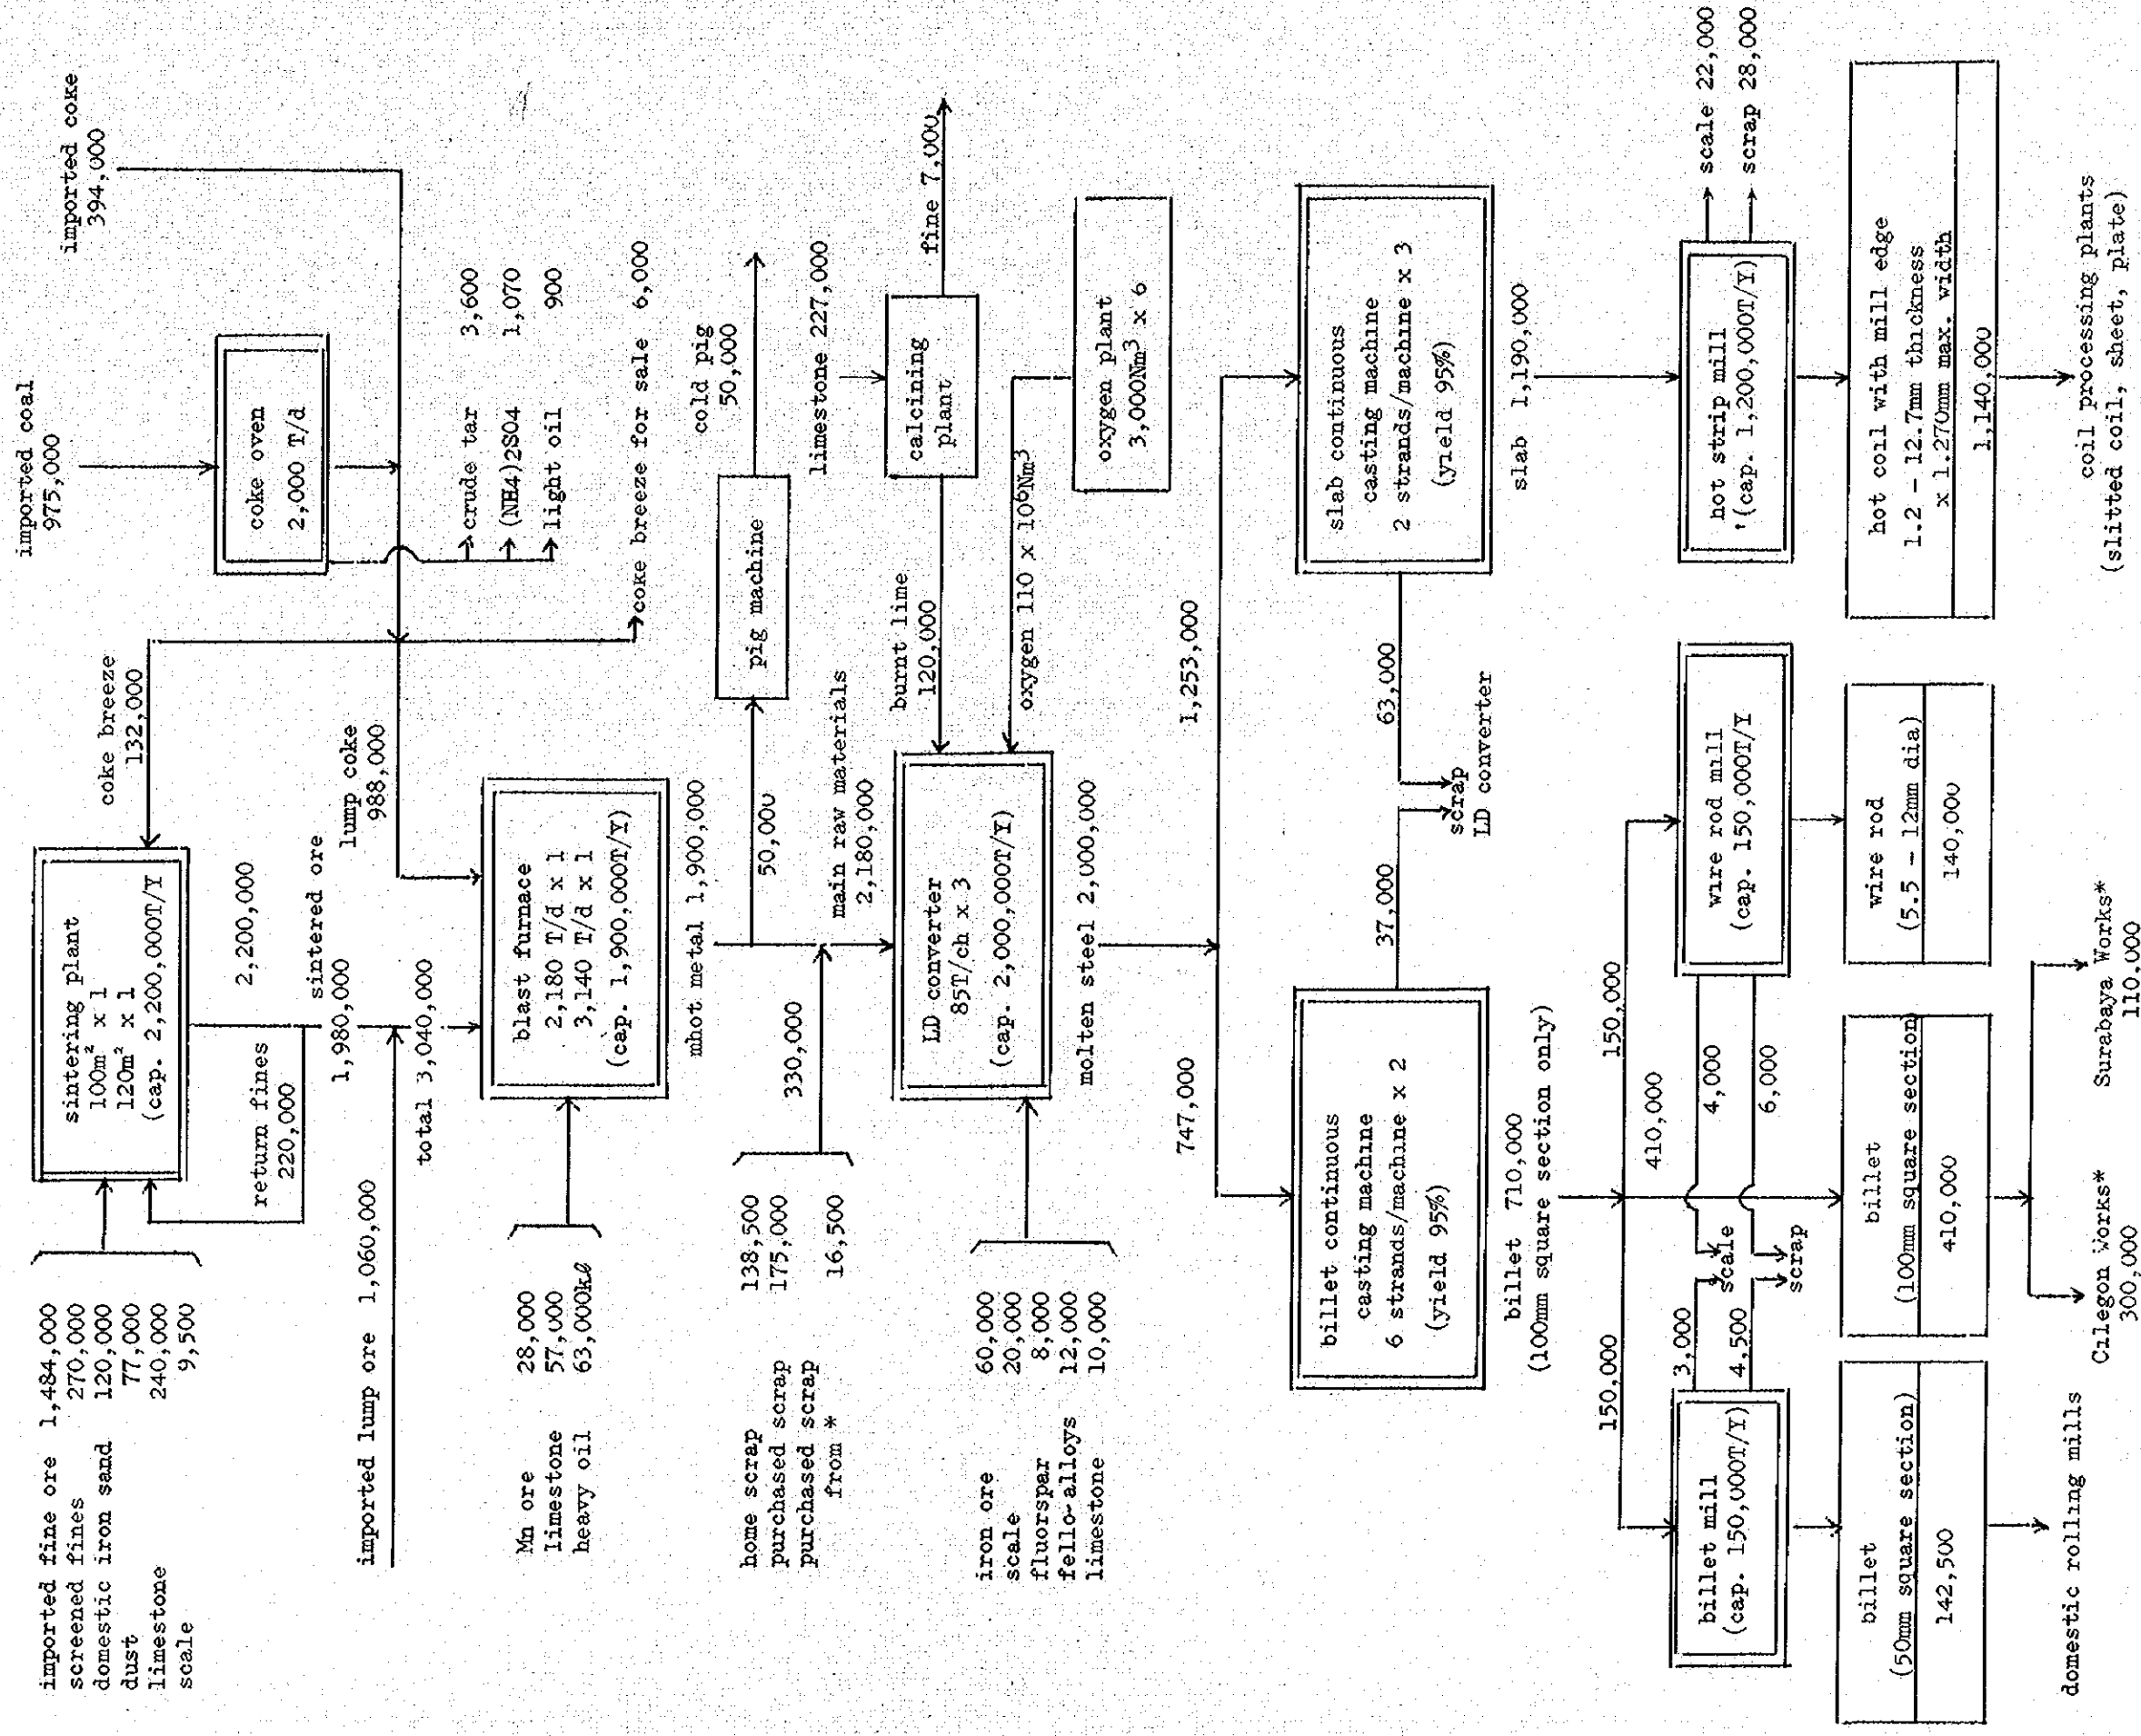 imported fine ore 1,484,000
screened fines 270,000
domestic iron sand 120,000
dust 77,000
limestone 240,000
scale 9,500
sintering plant
100m² x 1
120m² x 1
(cap. 2,200,000T/Y
coke breeze
132,000
imported coal
975,000
imported coke
394,000
coke oven
2,000 T/d
return fines
220,000
2,200,000
sintered ore
1,980,000
lump coke
988,000
crude tar 3,600
(NH4)2SO4 1,070
light oil 900
coke breeze for sale 6,000
imported lump ore 1,060,000
total 3,040,000
Mn ore 28,000
limestone 57,000
heavy oil 63,000kl
blast furnace
2,180 T/d x 1
3,140 T/d x 1
(cap. 1,900,000T/Y)
mhot metal 1,900,000
50,000
pig machine
cold pig
50,000
home scrap 138,500
purchased scrap 175,000
purchased scrap
from * 16,500
330,000
main raw materials
2,180,000
limestone 227,000
calcining
plant
fine 7,000
burnt lime
120,000
iron ore 60,000
scale 20,000
fluorspar 8,000
fello-alloys 12,000
limestone 10,000
LD converter
85T/ch x 3
(cap. 2,000,000T/Y)
oxygen 110 x 10⁶Nm³
oxygen plant
3,000Nm³ x 6
molten steel 2,000,000
747,000
1,253,000
billet continuous
casting machine
6 strands/machine x 2
(yield 95%)
37,000
63,000
scrap
LD converter
slab continuous
casting machine
2 strands/machine x 3
(yield 95%)
billet 710,000
(100mm square section only)
slab 1,190,000
150,000
410,000
150,000
billet mill
(cap. 150,000T/Y)
3,000
4,500
scale
scrap
4,000
6,000
wire rod mill
(cap. 150,000T/Y
hot strip mill
'(cap. 1,200,000T/Y)
scale 22,000
scrap 28,000
billet
(50mm square section)
142,500
billet
(100mm square section)
410,000
wire rod
(5.5 - 12mm dia)
140,000
hot coil with mill edge
1.2 - 12.7mm thickness
x 1.270mm max. width
1,140,000
domestic rolling mills
Cilegon Works*
300,000
Surabaya Works*
110,000
coil processing plants
(slitted coil, sheet, plate)